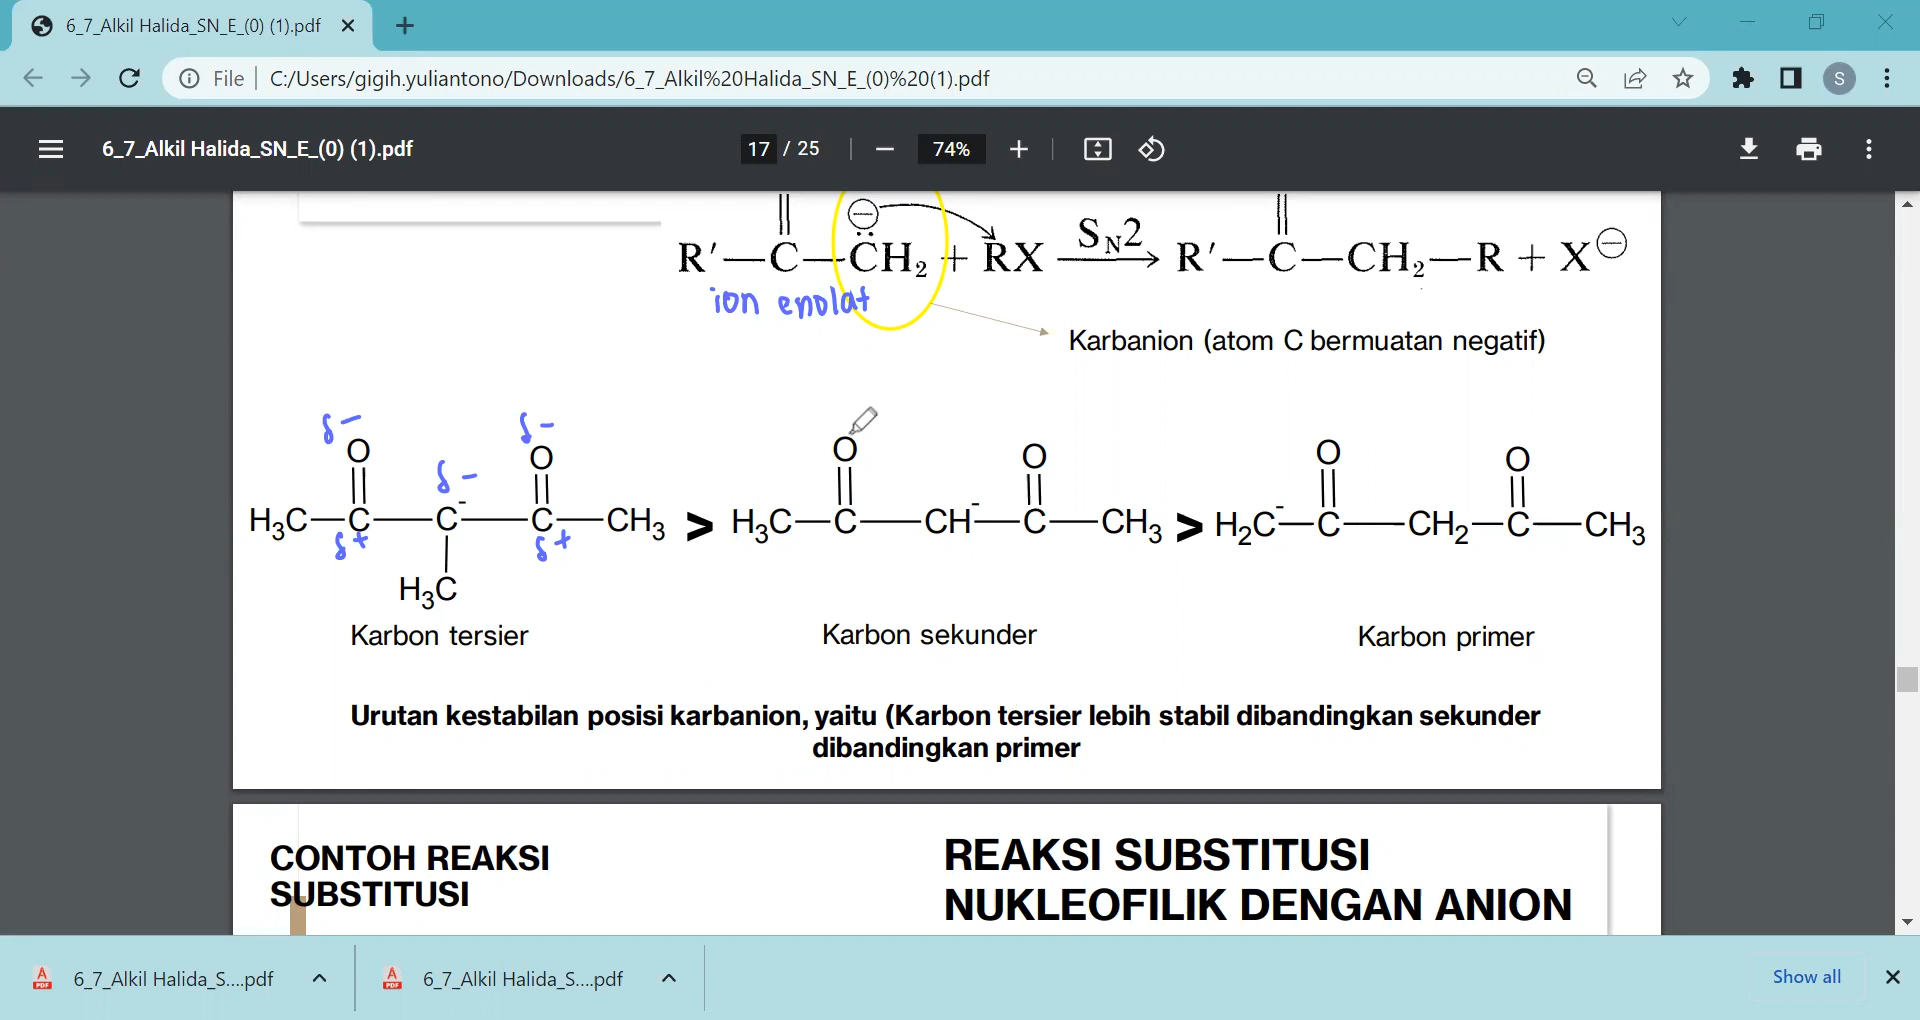 6_7_Alkil Halida_SN_E_(0) (1).pdf
File C:/Users/gigih.yuliantono/Downloads/6_7_Alkil%20Halida_SN_E_(0)%20(1).pdf
S
6_7_Alkil Halida_SN_E_(0) (1).pdf
17 / 25
74%
R′—C—C̈H₂ + RX SN2 R′—C—CH₂—R + X⊖
⊖
ion enolat
Karbanion (atom C bermuatan negatif)
δ− δ− δ−
O O O O O O
H₃C—C—C⁻—C—CH₃ > H₃C—C—CH⁻—C—CH₃ > H₂C⁻—C—CH₂—C—CH₃
δ+ δ+
H₃C
Karbon tersier Karbon sekunder Karbon primer
Urutan kestabilan posisi karbanion, yaitu (Karbon tersier lebih stabil dibandingkan sekunder
dibandingkan primer
CONTOH REAKSI
SUBSTITUSI
REAKSI SUBSTITUSI
NUKLEOFILIK DENGAN ANION
6_7_Alkil Halida_S....pdf
6_7_Alkil Halida_S....pdf
Show all